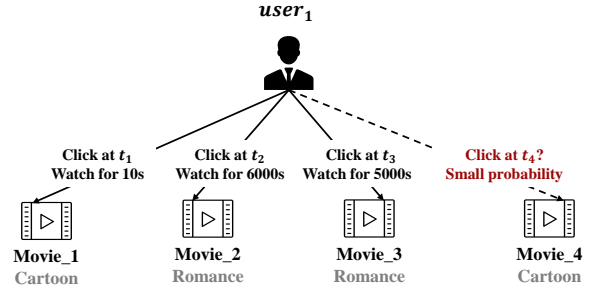 user₁
Click at t₁
Watch for 10s
Click at t₂
Watch for 6000s
Click at t₃
Watch for 5000s
Click at t₄?
Small probability
Movie_1
Cartoon
Movie_2
Romance
Movie_3
Romance
Movie_4
Cartoon